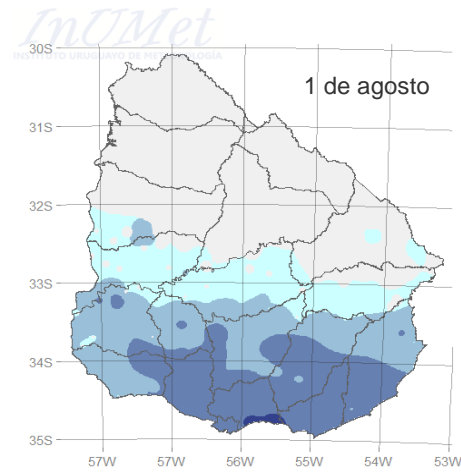 InUMet
INSTITUTO URUGUAYO DE METEOROLOGÍA
1 de agosto
30S
31S
32S
33S
34S
35S
57W
57W
56W
55W
54W
53W